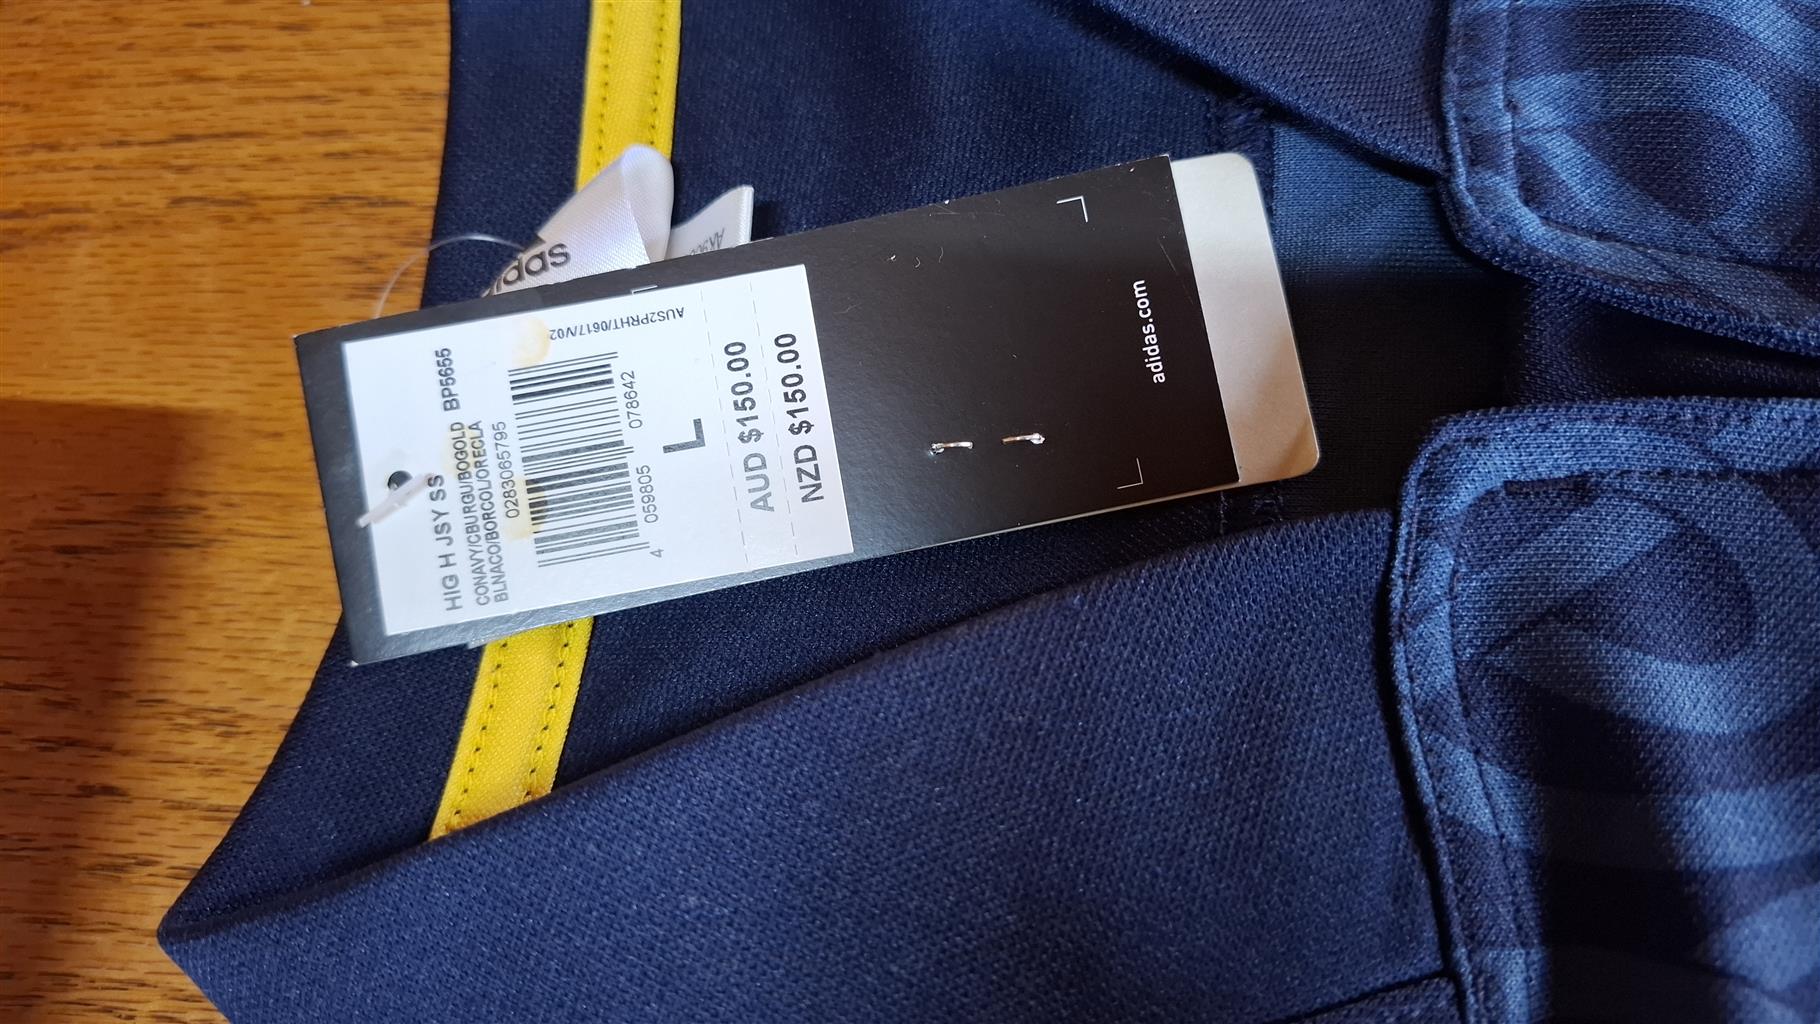 adidas
HIG H JSY SS BP5655
CONAVY/CBURGU/BOGOLD
BLNACO/BORCOL/ORECLA
0283065795
4 059805 078642
AUS2PRHT/0617/V02
L
AUD $150.00
NZD $150.00
adidas.com